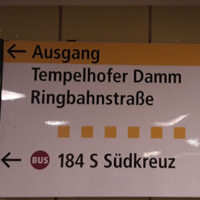 ← Ausgang
Tempelhofer Damm
Ringbahnstraße
← BUS 184 S Südkreuz